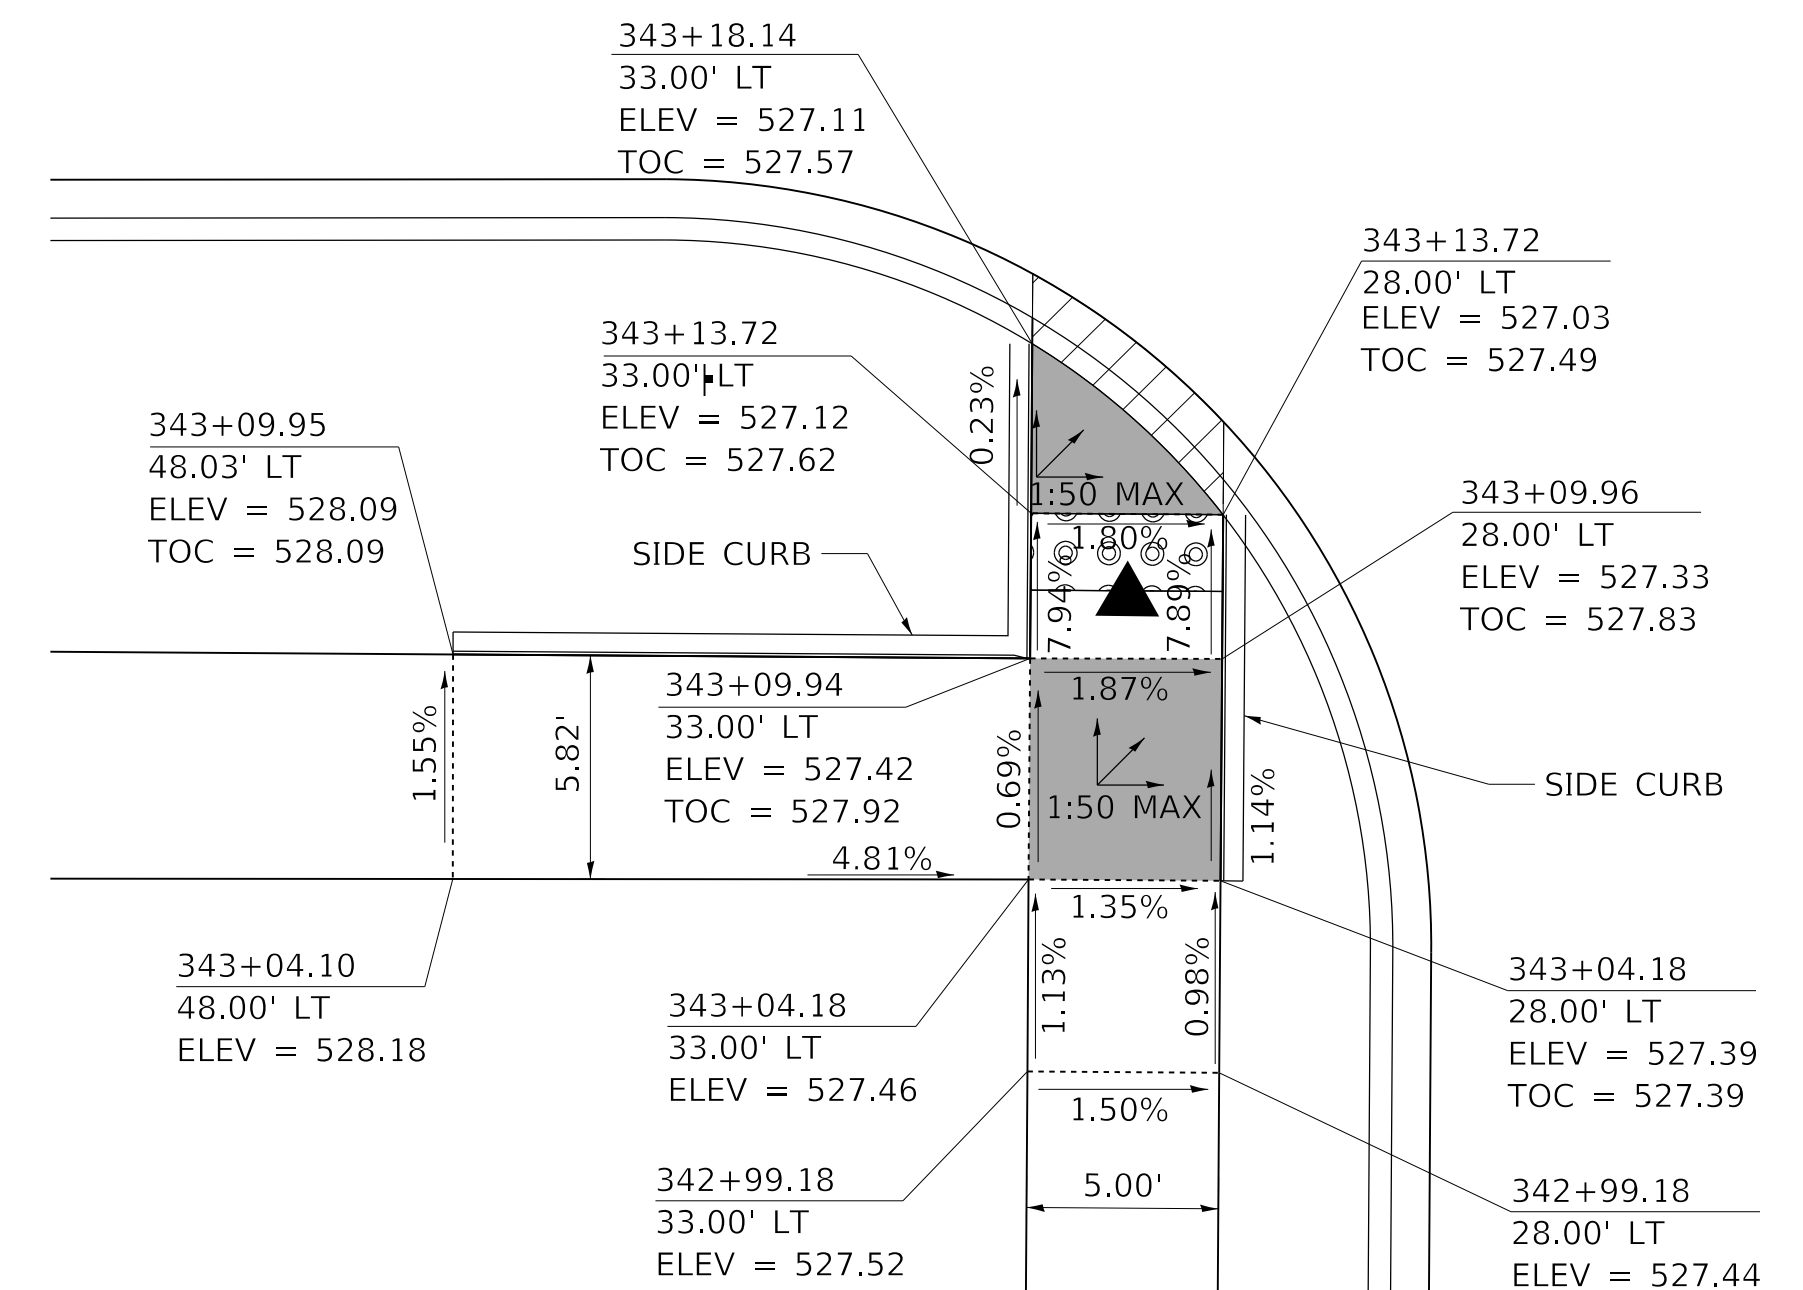 343+18.14
33.00' LT
ELEV = 527.11
TOC = 527.57
343+13.72
28.00' LT
ELEV = 527.03
TOC = 527.49
343+13.72
33.00' LT
ELEV = 527.12
TOC = 527.62
0.23%
343+09.95
48.03' LT
ELEV = 528.09
TOC = 528.09
1:50 MAX
343+09.96
28.00' LT
ELEV = 527.33
TOC = 527.83
SIDE CURB
1.80%
7.94%
7.89%
343+09.94
33.00' LT
ELEV = 527.42
TOC = 527.92
1.87%
1.55%
5.82'
0.69%
1:50 MAX
1.14%
SIDE CURB
4.81%
1.35%
343+04.10
48.00' LT
ELEV = 528.18
343+04.18
33.00' LT
ELEV = 527.46
1.13%
0.98%
343+04.18
28.00' LT
ELEV = 527.39
TOC = 527.39
1.50%
342+99.18
33.00' LT
ELEV = 527.52
5.00'
342+99.18
28.00' LT
ELEV = 527.44